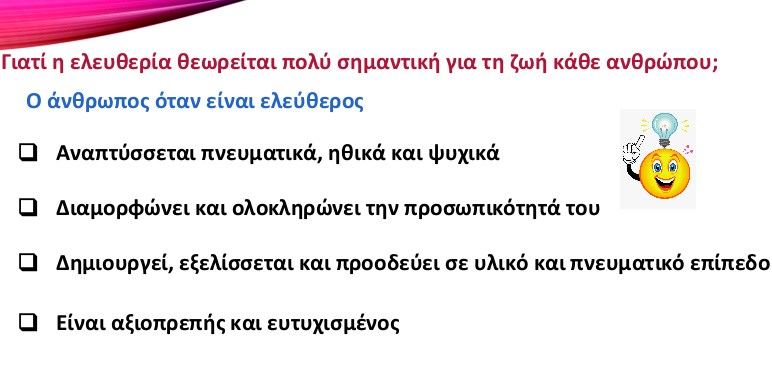 Γιατί η ελευθερία θεωρείται πολύ σημαντική για τη ζωή κάθε ανθρώπου;
Ο άνθρωπος όταν είναι ελεύθερος
❑ Αναπτύσσεται πνευματικά, ηθικά και ψυχικά
❑ Διαμορφώνει και ολοκληρώνει την προσωπικότητά του
❑ Δημιουργεί, εξελίσσεται και προοδεύει σε υλικό και πνευματικό επίπεδο
❑ Είναι αξιοπρεπής και ευτυχισμένος